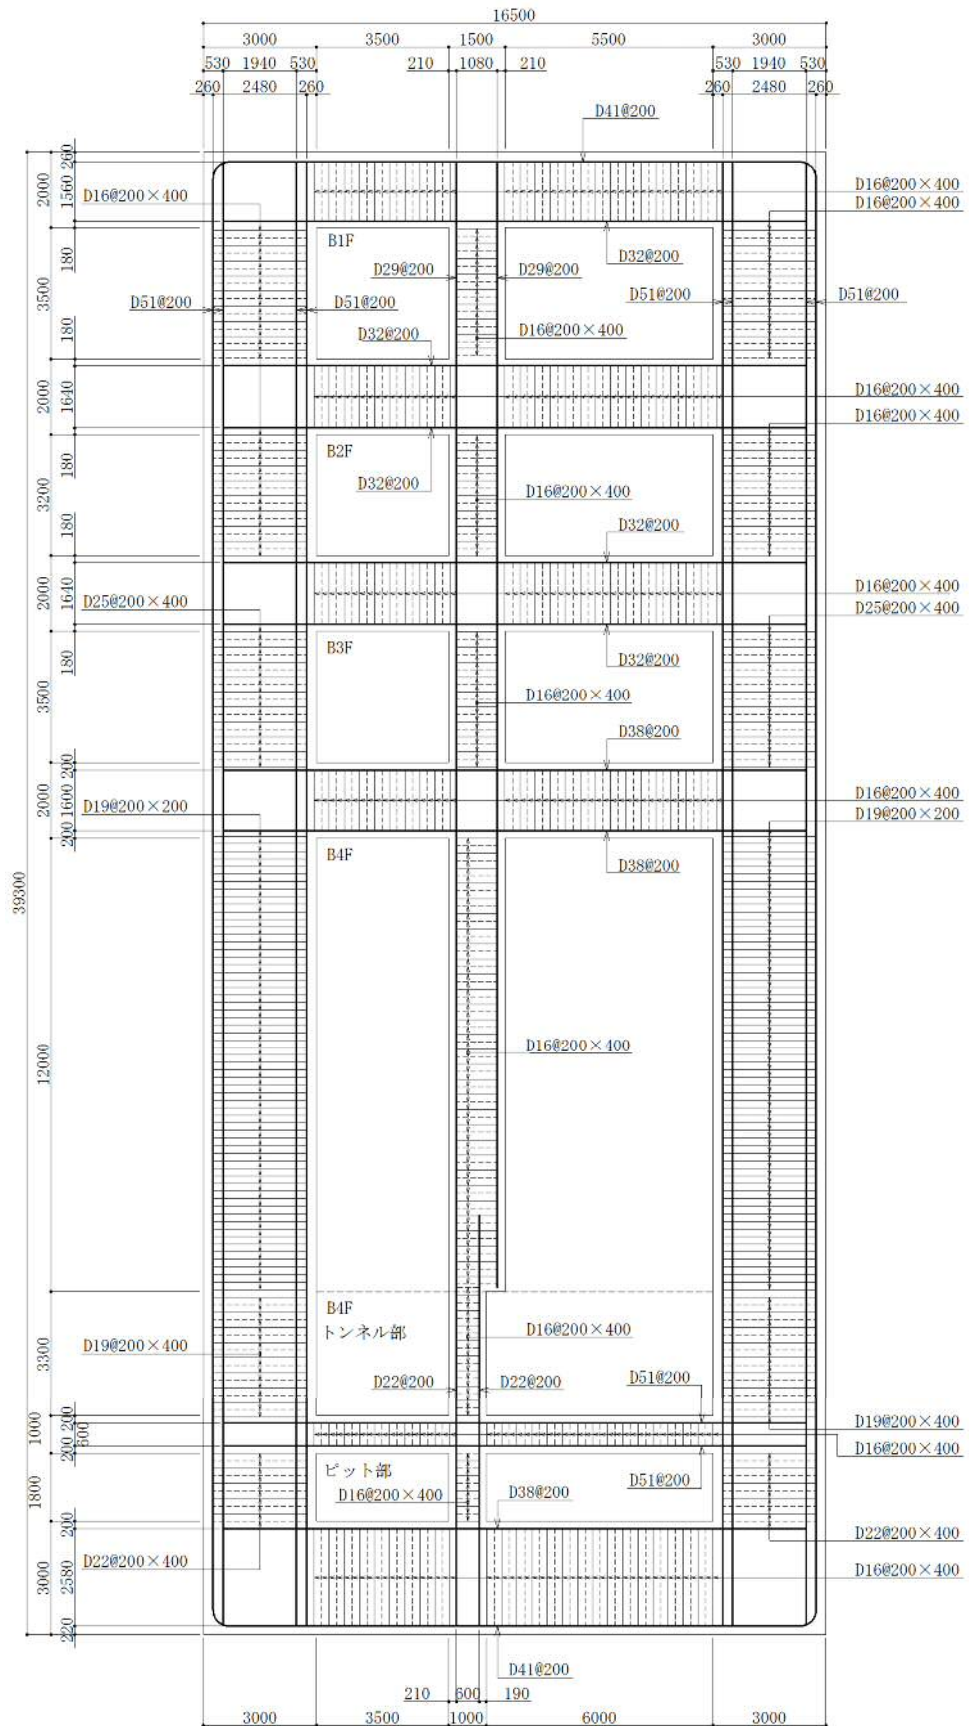 16500
3000 3500 1500 5500 3000
530 1940 530 210 1080 210 530 1940 530
260 2480 260 260 2480 260
D41@200
260
2000 1560
D16@200×400 D16@200×400
D16@200×400
B1F
180
D32@200
D29@200 D29@200
3500
D51@200 D51@200 D51@200 D51@200
D32@200 D16@200×400
180
2000 1640
D16@200×400
D16@200×400
B2F
180
D32@200 D16@200×400
3200
180
D32@200
2000 1640
D25@200×400 D16@200×400
D25@200×400
B3F
180
D32@200
3500
D16@200×400
D38@200
200
2000 1600
D19@200×200 D16@200×400
D19@200×200
200
B4F
D38@200
39300
12000
D16@200×400
B4F
トンネル部
D16@200×400
3300
D19@200×400
D22@200 D22@200 D51@200
200
1000 600
D19@200×400
D16@200×400
200
ピット部
D51@200
1800
D16@200×400 D38@200
200
D22@200×400 D22@200×400
3000 2580
D16@200×400
220
D41@200
210 600 190
3000 3500 1000 6000 3000